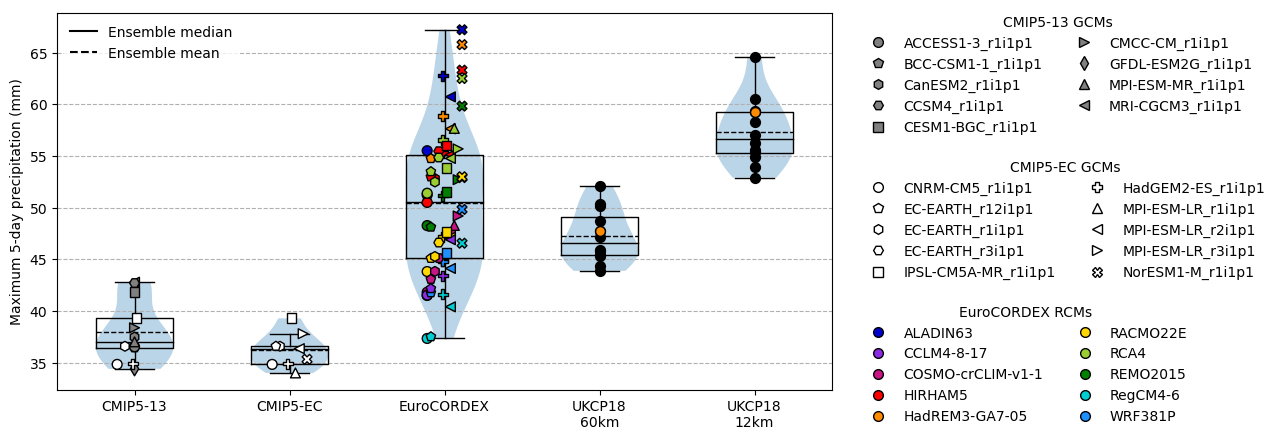 Ensemble median
Ensemble mean
Maximum 5-day precipitation (mm)
65
60
55
50
45
40
35
CMIP5-13
CMIP5-EC
EuroCORDEX
UKCP18
60km
UKCP18
12km
CMIP5-13 GCMs
ACCESS1-3_r1i1p1
BCC-CSM1-1_r1i1p1
CanESM2_r1i1p1
CCSM4_r1i1p1
CESM1-BGC_r1i1p1
CMCC-CM_r1i1p1
GFDL-ESM2G_r1i1p1
MPI-ESM-MR_r1i1p1
MRI-CGCM3_r1i1p1
CMIP5-EC GCMs
CNRM-CM5_r1i1p1
EC-EARTH_r12i1p1
EC-EARTH_r1i1p1
EC-EARTH_r3i1p1
IPSL-CM5A-MR_r1i1p1
HadGEM2-ES_r1i1p1
MPI-ESM-LR_r1i1p1
MPI-ESM-LR_r2i1p1
MPI-ESM-LR_r3i1p1
NorESM1-M_r1i1p1
EuroCORDEX RCMs
ALADIN63
CCLM4-8-17
COSMO-crCLIM-v1-1
HIRHAM5
HadREM3-GA7-05
RACMO22E
RCA4
REMO2015
RegCM4-6
WRF381P